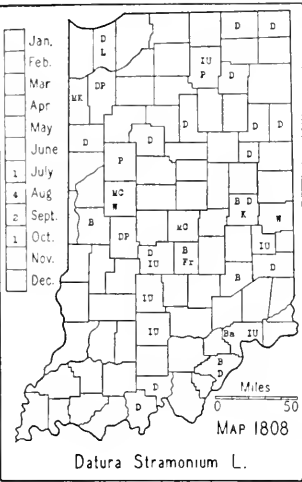 Jan.
Feb.
Mar
Apr
May
June
1 July
4 Aug
2 Sept.
1 Oct.
Nov.
Dec.
D D D
L
IU
P D
MK DP
D D D
D D D
P
MC
W
B D
K W
B MC
DP IU
D
IU
B
Fr
B D
IU
IU
Ba IU
B
D
D
D
Miles
0 50
MAP 1808
Datura Stramonium L.